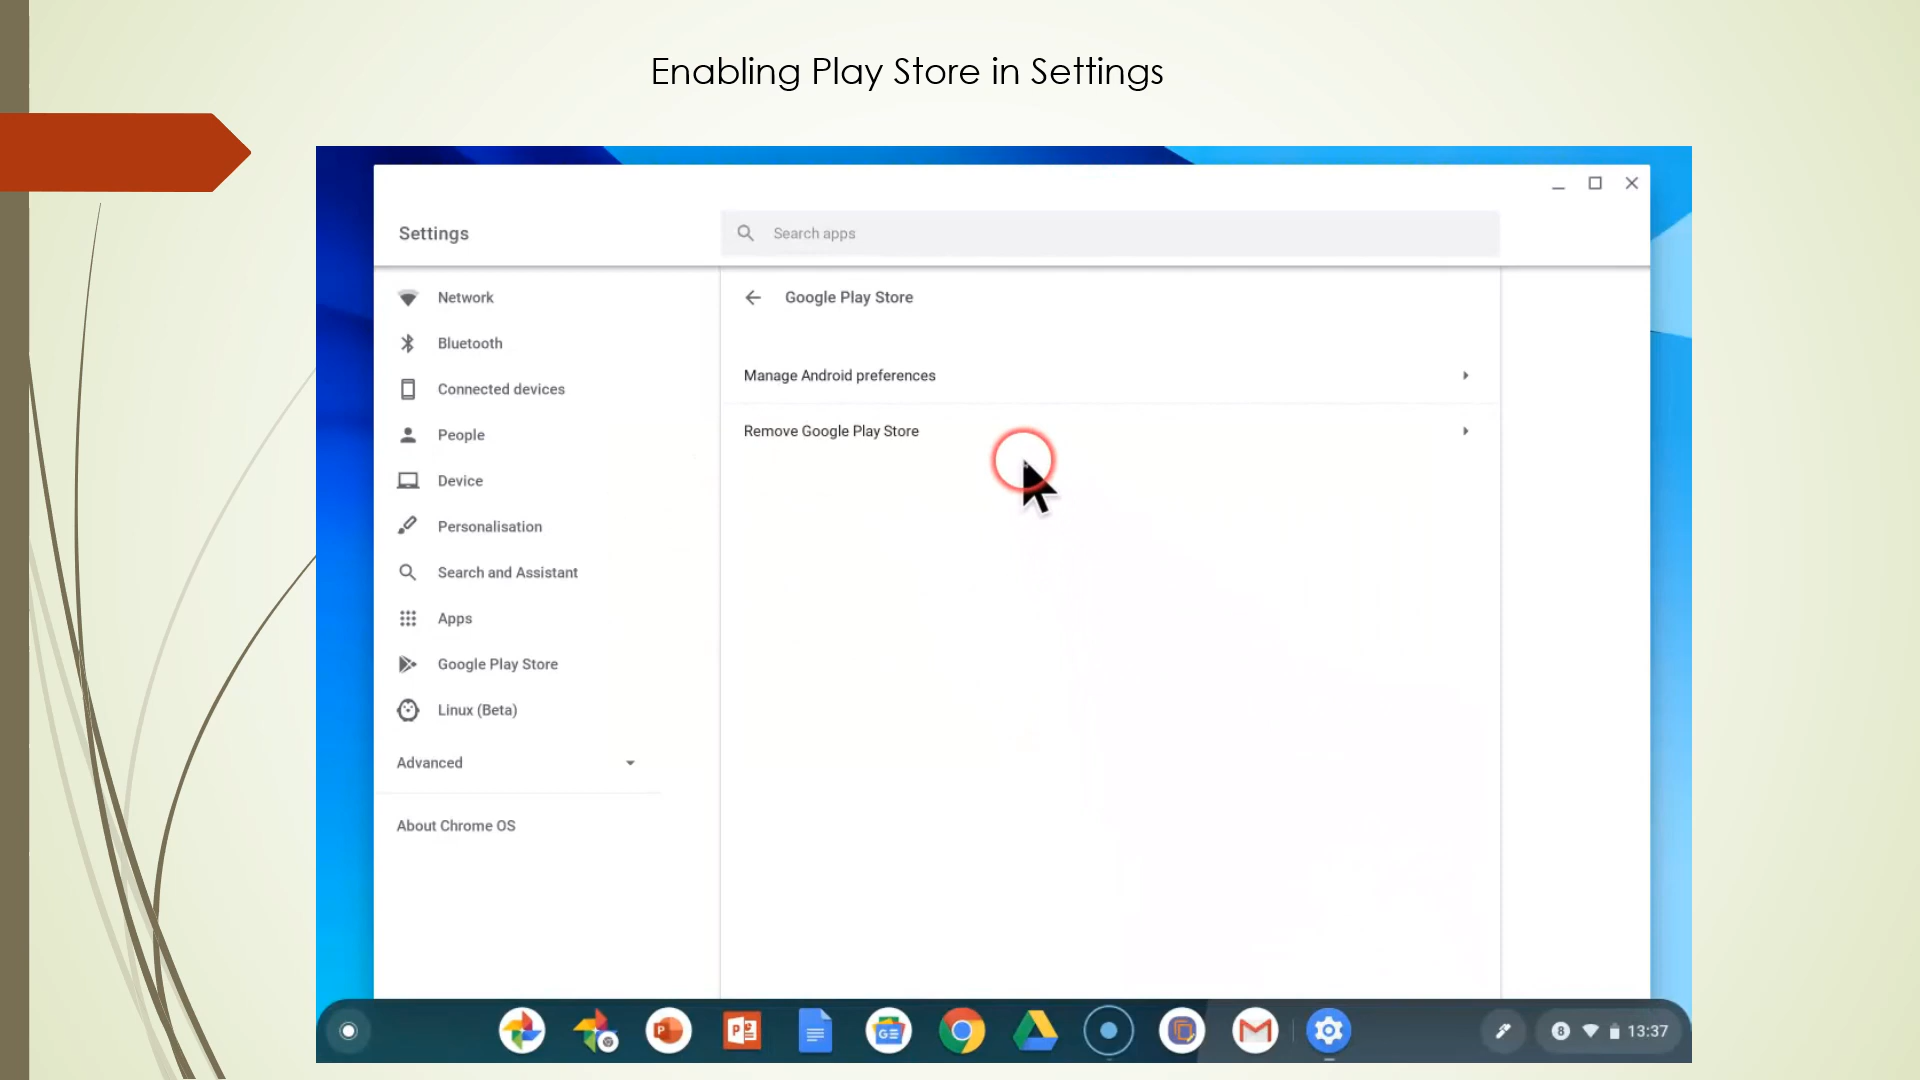 Enabling Play Store in Settings
Settings
Search apps
Network
Bluetooth
Connected devices
People
Device
Personalisation
Search and Assistant
Apps
Google Play Store
Linux (Beta)
Advanced
About Chrome OS
Google Play Store
Manage Android preferences
Remove Google Play Store
P
P
GE
8
13:37